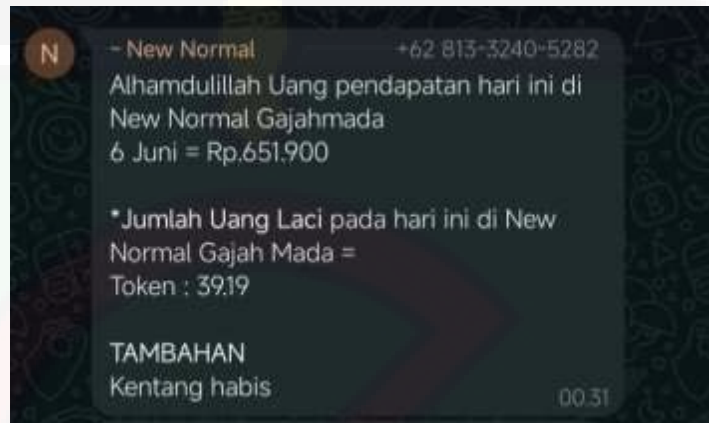 N
~ New Normal +62 813-3240-5282
Alhamdulillah Uang pendapatan hari ini di
New Normal Gajahmada
6 Juni = Rp.651.900
*Jumlah Uang Laci pada hari ini di New
Normal Gajah Mada =
Token : 39.19
TAMBAHAN
Kentang habis
00.31